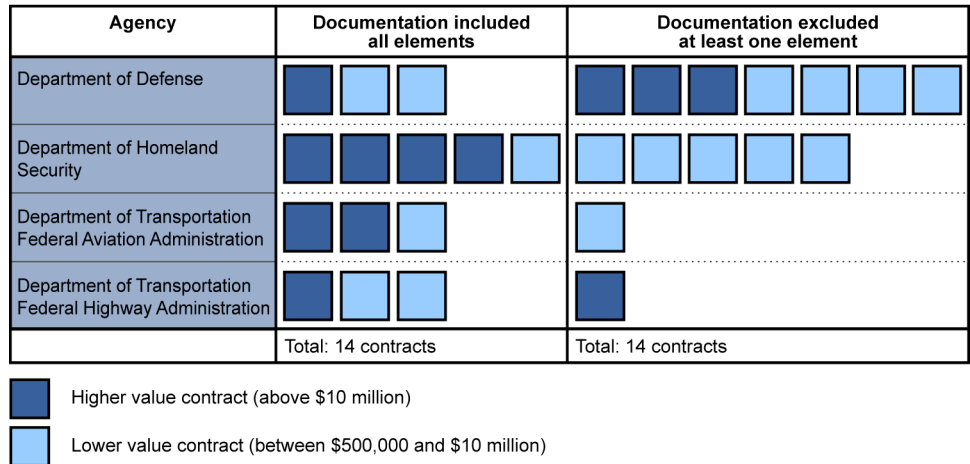 Agency
Documentation included
all elements
Documentation excluded
at least one element
Department of Defense
Department of Homeland
Security
Department of Transportation
Federal Aviation Administration
Department of Transportation
Federal Highway Administration
Total: 14 contracts
Total: 14 contracts
Higher value contract (above $10 million)
Lower value contract (between $500,000 and $10 million)